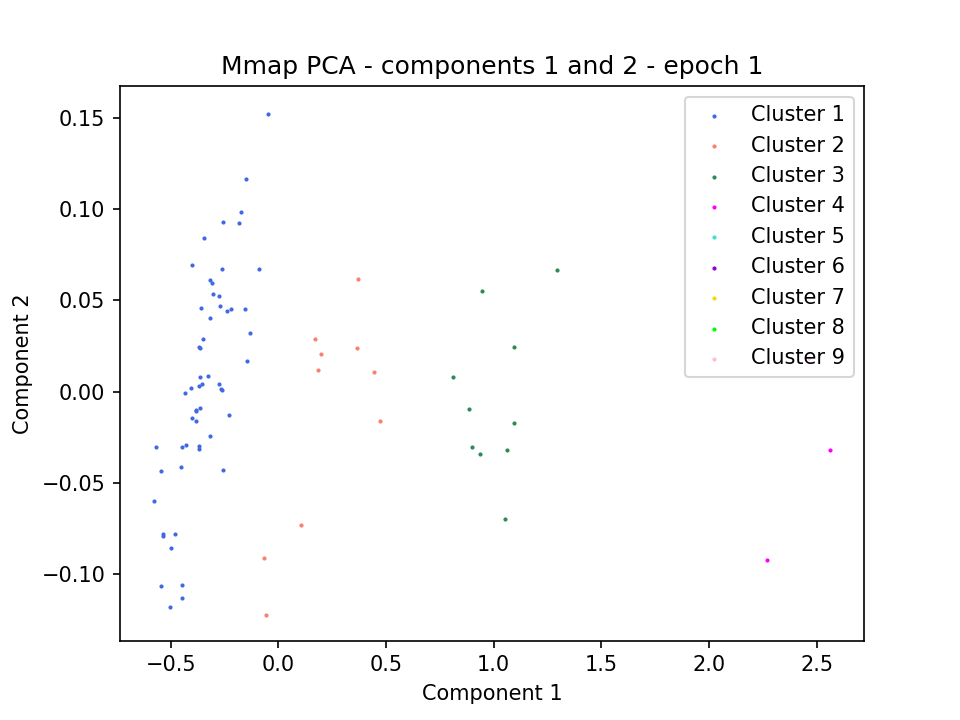 Mmap PCA - components 1 and 2 - epoch 1
Cluster 1
Cluster 2
Cluster 3
Cluster 4
Cluster 5
Cluster 6
Cluster 7
Cluster 8
Cluster 9
Component 2
0.15
0.10
0.05
0.00
−0.05
−0.10
−0.5 0.0 0.5 1.0 1.5 2.0 2.5
Component 1